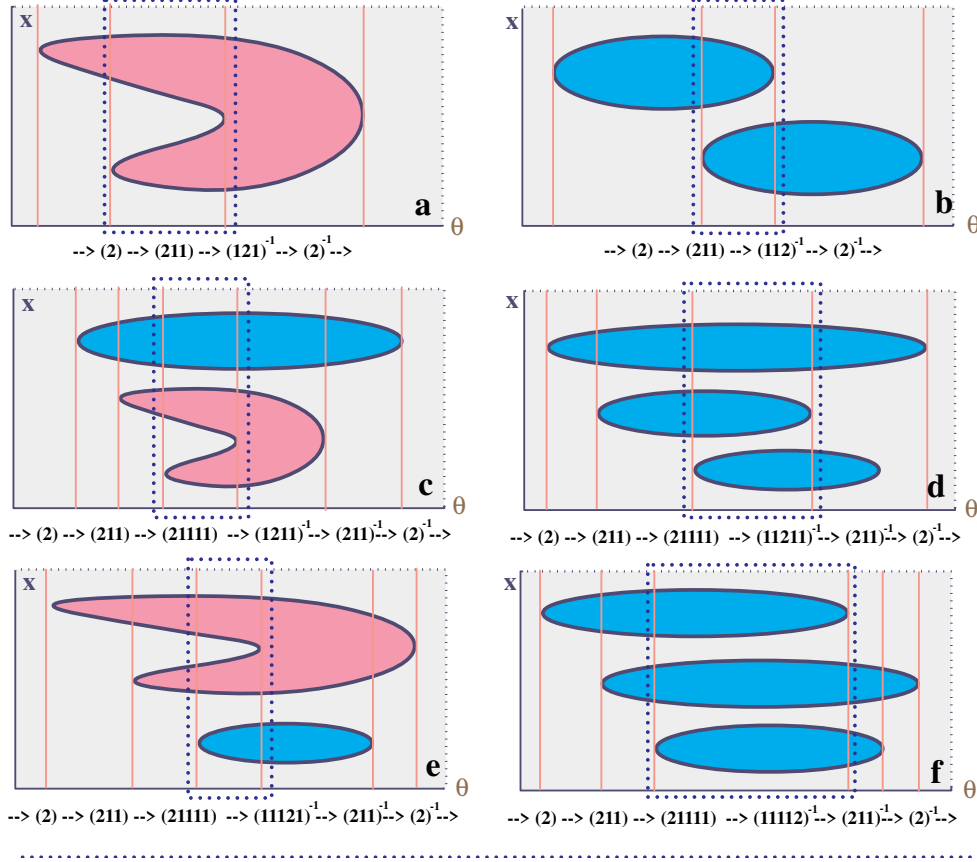 x
a
θ
--> (2) --> (211) --> (121)⁻¹--> (2)⁻¹-->
b
θ
--> (2) --> (211) --> (112)⁻¹--> (2)⁻¹-->
x
c
θ
--> (2) --> (211) --> (21111) --> (1211)⁻¹--> (211)⁻¹--> (2)⁻¹-->
x
d
θ
--> (2) --> (211) --> (21111) --> (11211)⁻¹--> (211)⁻¹--> (2)⁻¹-->
x
e
θ
--> (2) --> (211) --> (21111) --> (11121)⁻¹--> (211)⁻¹--> (2)⁻¹-->
x
f
θ
--> (2) --> (211) --> (21111) --> (11112)⁻¹--> (211)⁻¹--> (2)⁻¹-->